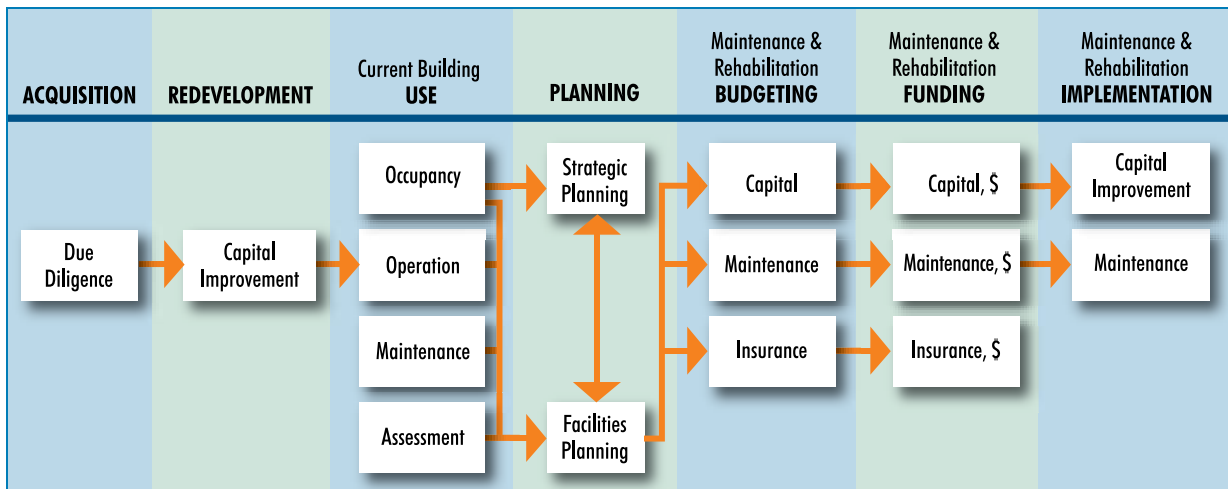 ACQUISITION
REDEVELOPMENT
Current Building
USE
PLANNING
Maintenance &
Rehabilitation
BUDGETING
Maintenance &
Rehabilitation
FUNDING
Maintenance &
Rehabilitation
IMPLEMENTATION
Due
Diligence
Capital
Improvement
Occupancy
Operation
Maintenance
Assessment
Strategic
Planning
Facilities
Planning
Capital
Maintenance
Insurance
Capital, $
Maintenance, $
Insurance, $
Capital
Improvement
Maintenance